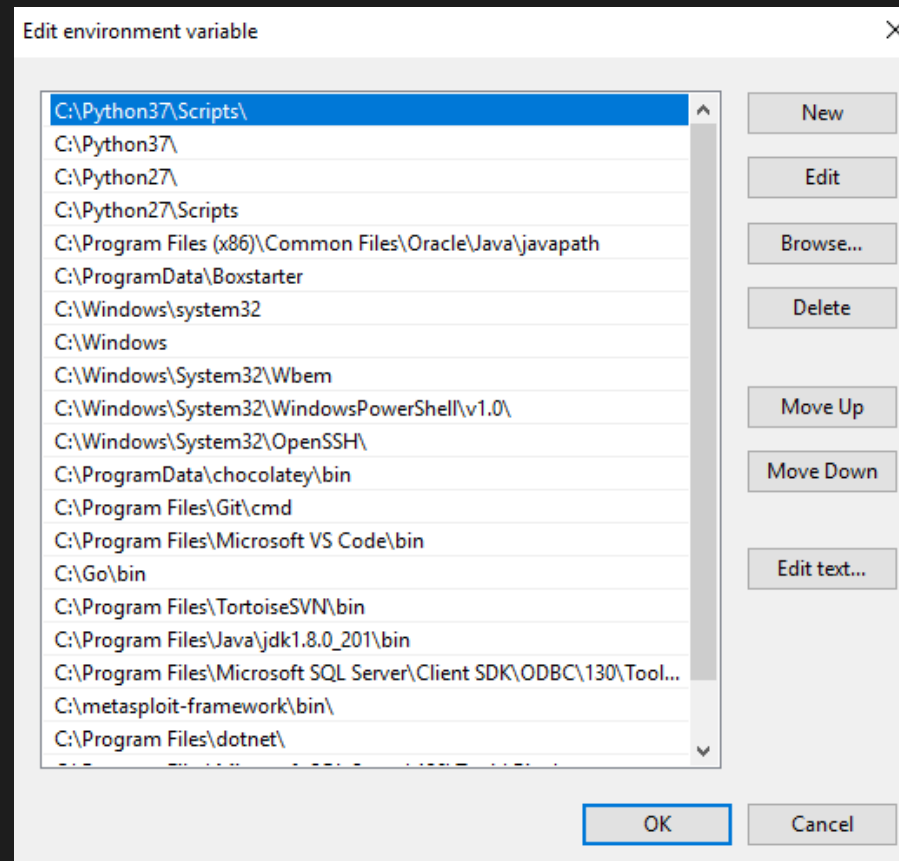 Edit environment variable
C:\Python37\Scripts\
C:\Python37\
C:\Python27\
C:\Python27\Scripts
C:\Program Files (x86)\Common Files\Oracle\Java\javapath
C:\ProgramData\Boxstarter
C:\Windows\system32
C:\Windows
C:\Windows\System32\Wbem
C:\Windows\System32\WindowsPowerShell\v1.0\
C:\Windows\System32\OpenSSH\
C:\ProgramData\chocolatey\bin
C:\Program Files\Git\cmd
C:\Program Files\Microsoft VS Code\bin
C:\Go\bin
C:\Program Files\TortoiseSVN\bin
C:\Program Files\Java\jdk1.8.0_201\bin
C:\Program Files\Microsoft SQL Server\Client SDK\ODBC\130\Tool...
C:\metasploit-framework\bin\
C:\Program Files\dotnet\
New
Edit
Browse...
Delete
Move Up
Move Down
Edit text...
OK
Cancel